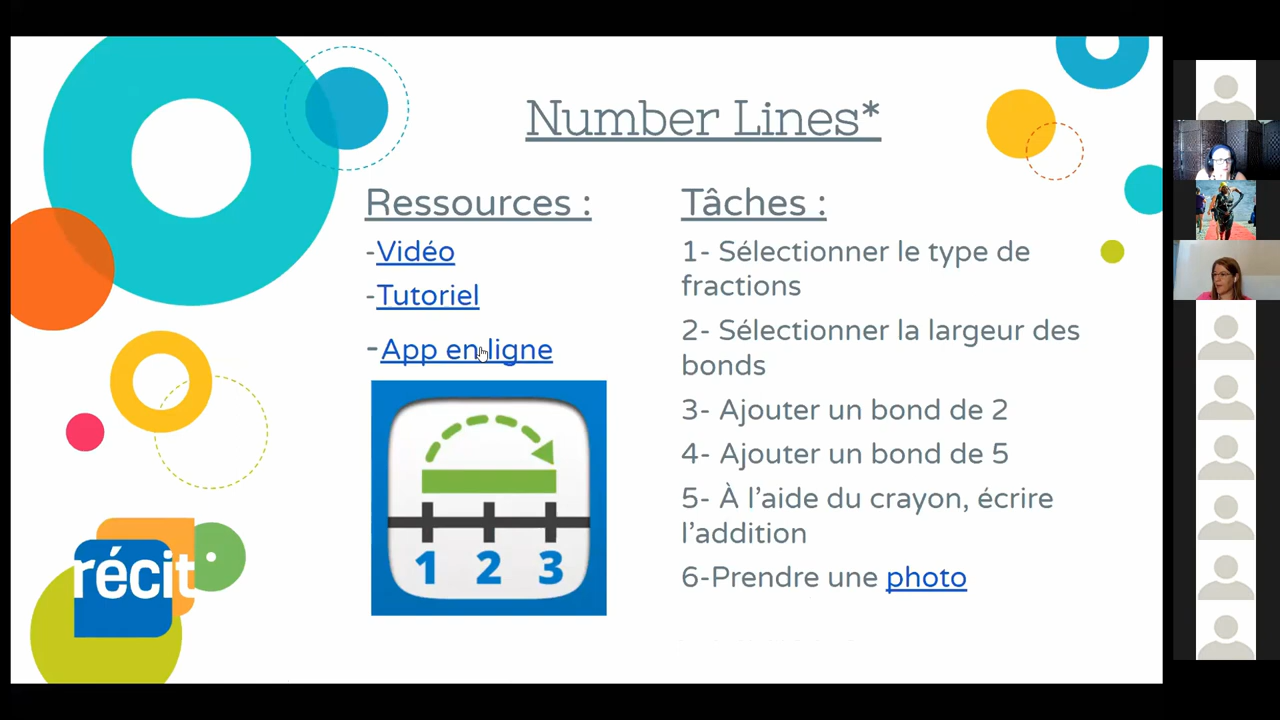 Number Lines*
Ressources :
-Vidéo
-Tutoriel
-App en ligne
1 2 3
Tâches :
1- Sélectionner le type de
fractions
2- Sélectionner la largeur des
bonds
3- Ajouter un bond de 2
4- Ajouter un bond de 5
5- À l'aide du crayon, écrire
l'addition
6-Prendre une photo
récit